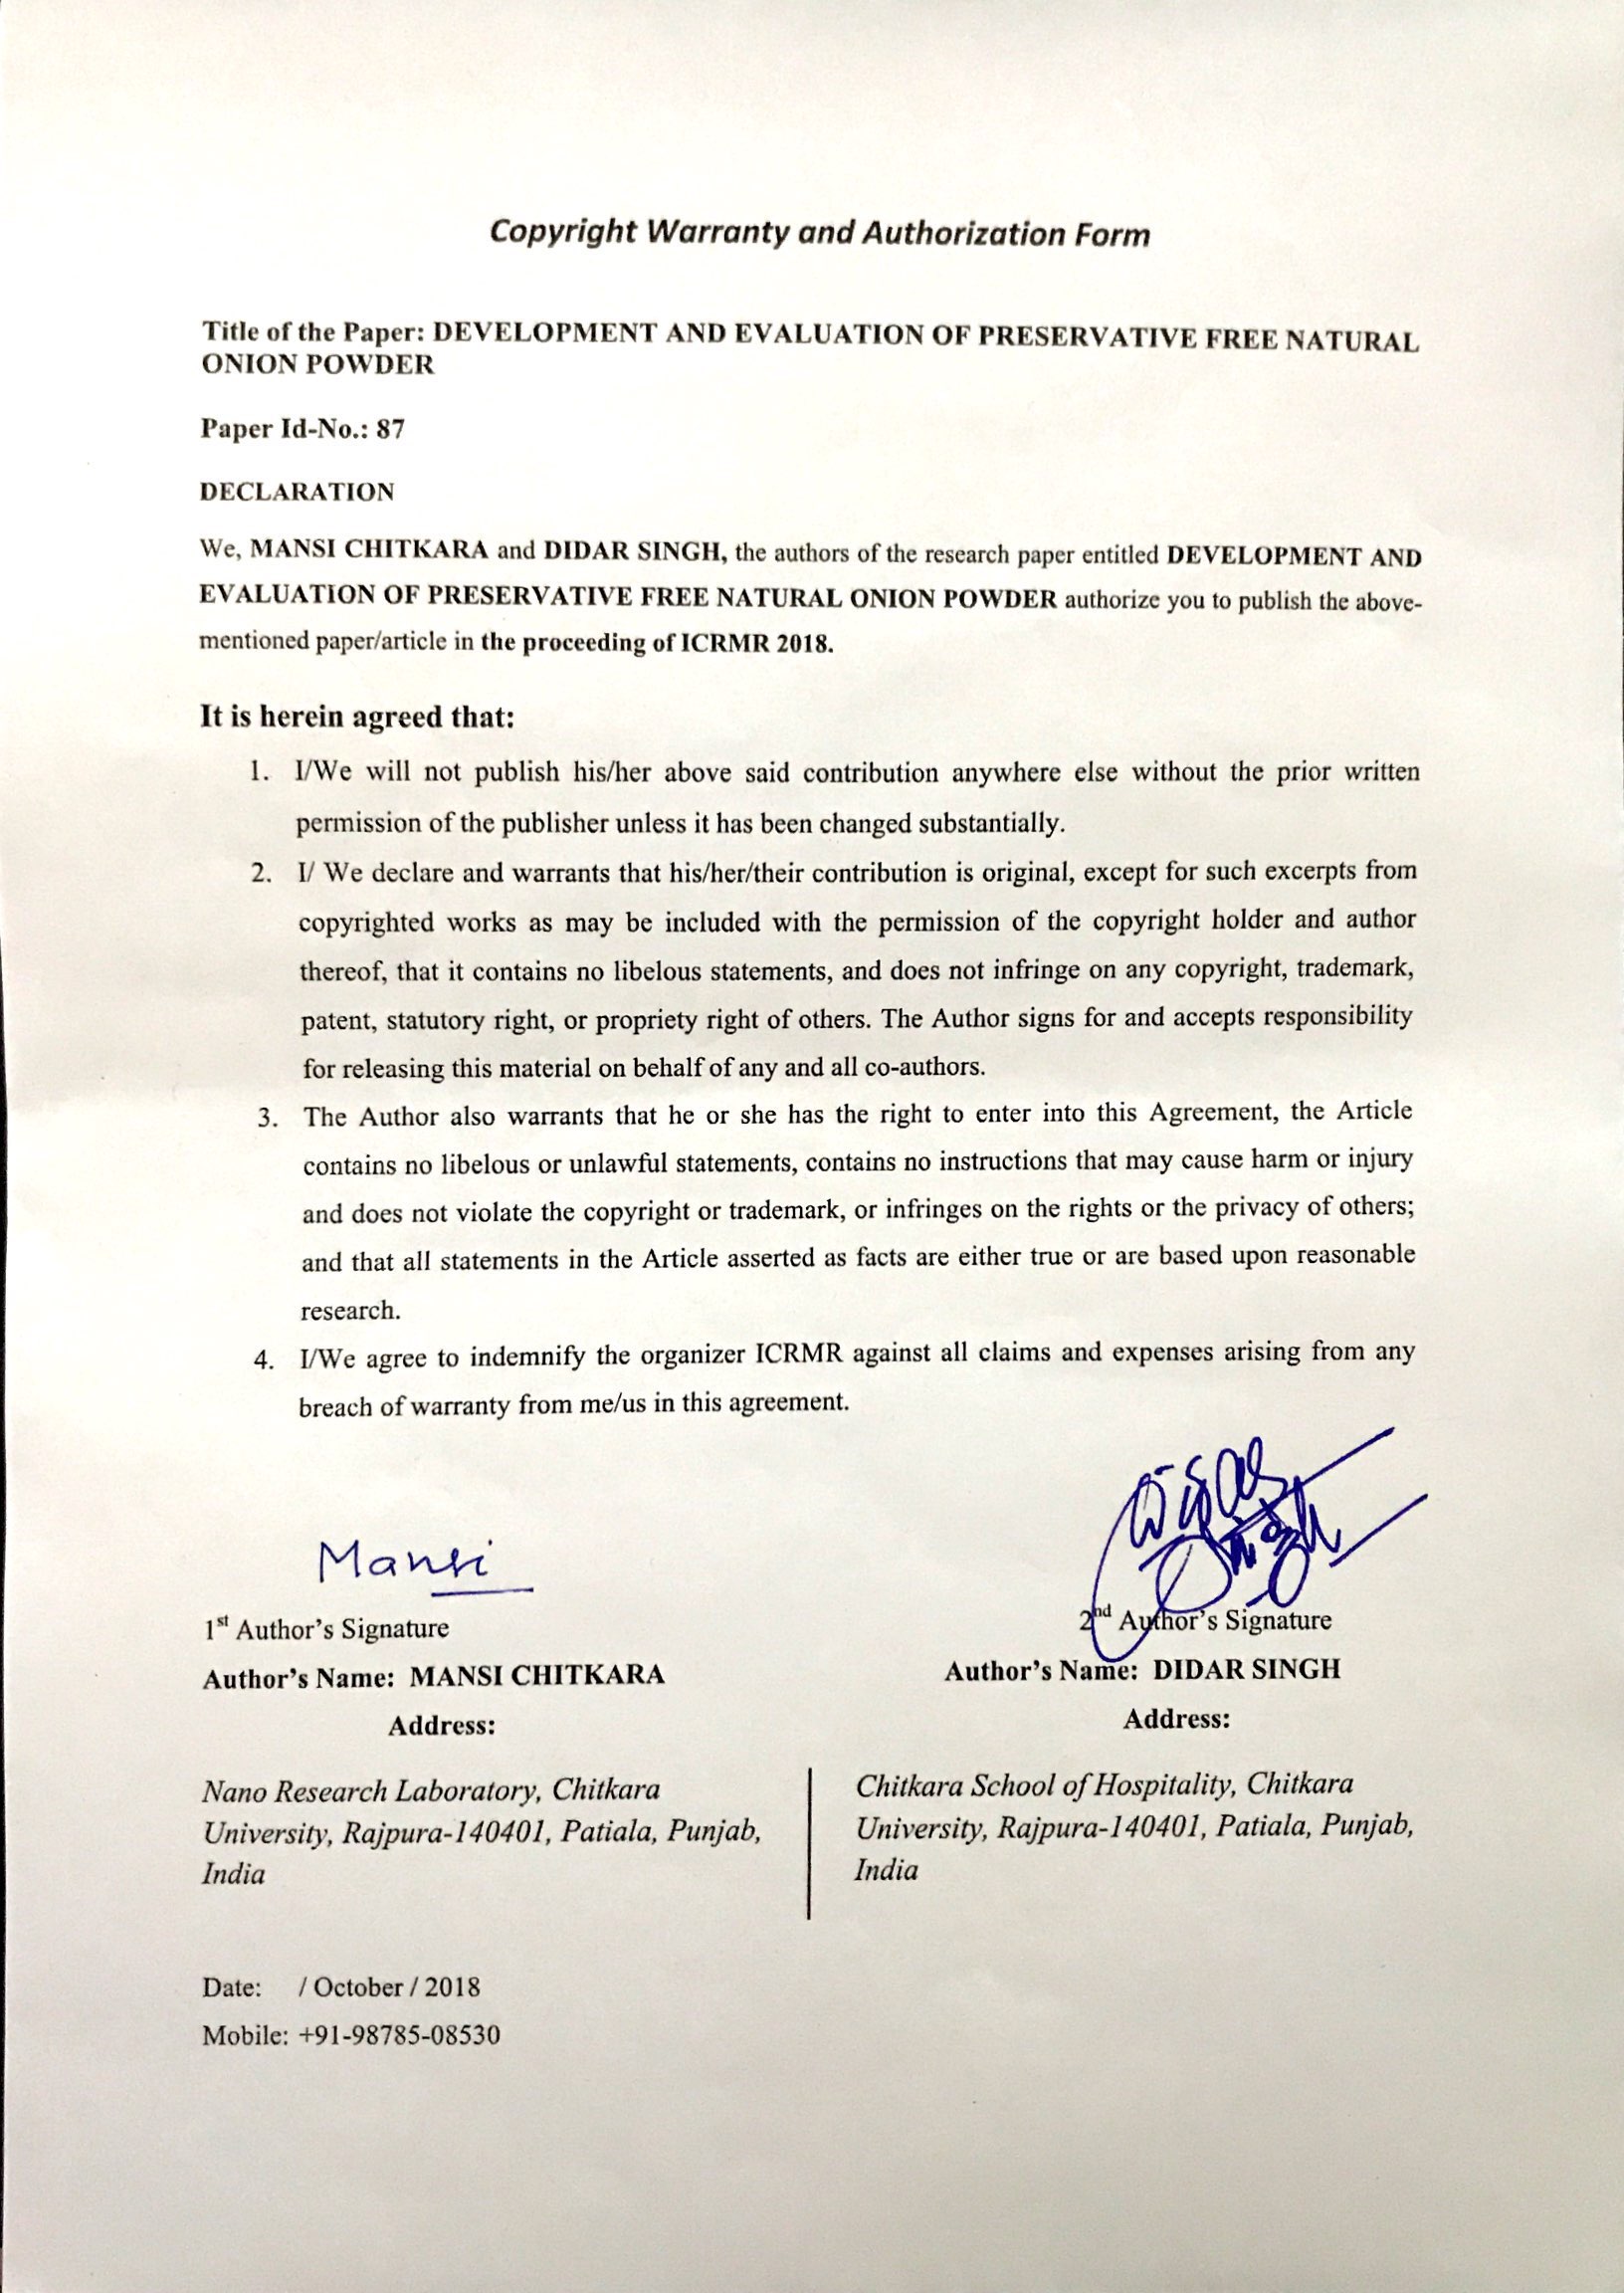 Copyright Warranty and Authorization Form
Title of the Paper: DEVELOPMENT AND EVALUATION OF PRESERVATIVE FREE NATURAL
ONION POWDER
Paper Id-No.: 87
DECLARATION
We, MANSI CHITKARA and DIDAR SINGH, the authors of the research paper entitled DEVELOPMENT AND
EVALUATION OF PRESERVATIVE FREE NATURAL ONION POWDER authorize you to publish the above-
mentioned paper/article in the proceeding of ICRMR 2018.
It is herein agreed that:
1. I/We will not publish his/her above said contribution anywhere else without the prior written
permission of the publisher unless it has been changed substantially.
2. I/ We declare and warrants that his/her/their contribution is original, except for such excerpts from
copyrighted works as may be included with the permission of the copyright holder and author
thereof, that it contains no libelous statements, and does not infringe on any copyright, trademark,
patent, statutory right, or propriety right of others. The Author signs for and accepts responsibility
for releasing this material on behalf of any and all co-authors.
3. The Author also warrants that he or she has the right to enter into this Agreement, the Article
contains no libelous or unlawful statements, contains no instructions that may cause harm or injury
and does not violate the copyright or trademark, or infringes on the rights or the privacy of others;
and that all statements in the Article asserted as facts are either true or are based upon reasonable
research.
4. I/We agree to indemnify the organizer ICRMR against all claims and expenses arising from any
breach of warranty from me/us in this agreement.
Mansi
1st Author's Signature
Author's Name: MANSI CHITKARA
Address:
Nano Research Laboratory, Chitkara
University, Rajpura-140401, Patiala, Punjab,
India
Didar
Singh
2nd Author's Signature
Author's Name: DIDAR SINGH
Address:
Chitkara School of Hospitality, Chitkara
University, Rajpura-140401, Patiala, Punjab,
India
Date: / October / 2018
Mobile: +91-98785-08530